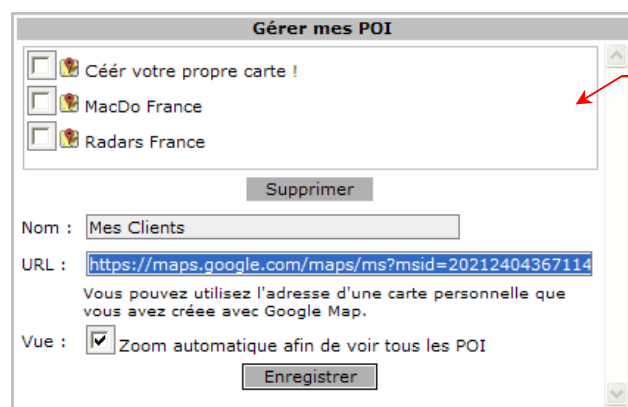 Gérer mes POI
Céér votre propre carte !
MacDo France
Radars France
Supprimer
Nom : Mes Clients
URL : https://maps.google.com/maps/ms?msid=20212404367114
Vous pouvez utilisez l'adresse d'une carte personnelle que
vous avez créee avec Google Map.
Vue : Zoom automatique afin de voir tous les POI
Enregistrer